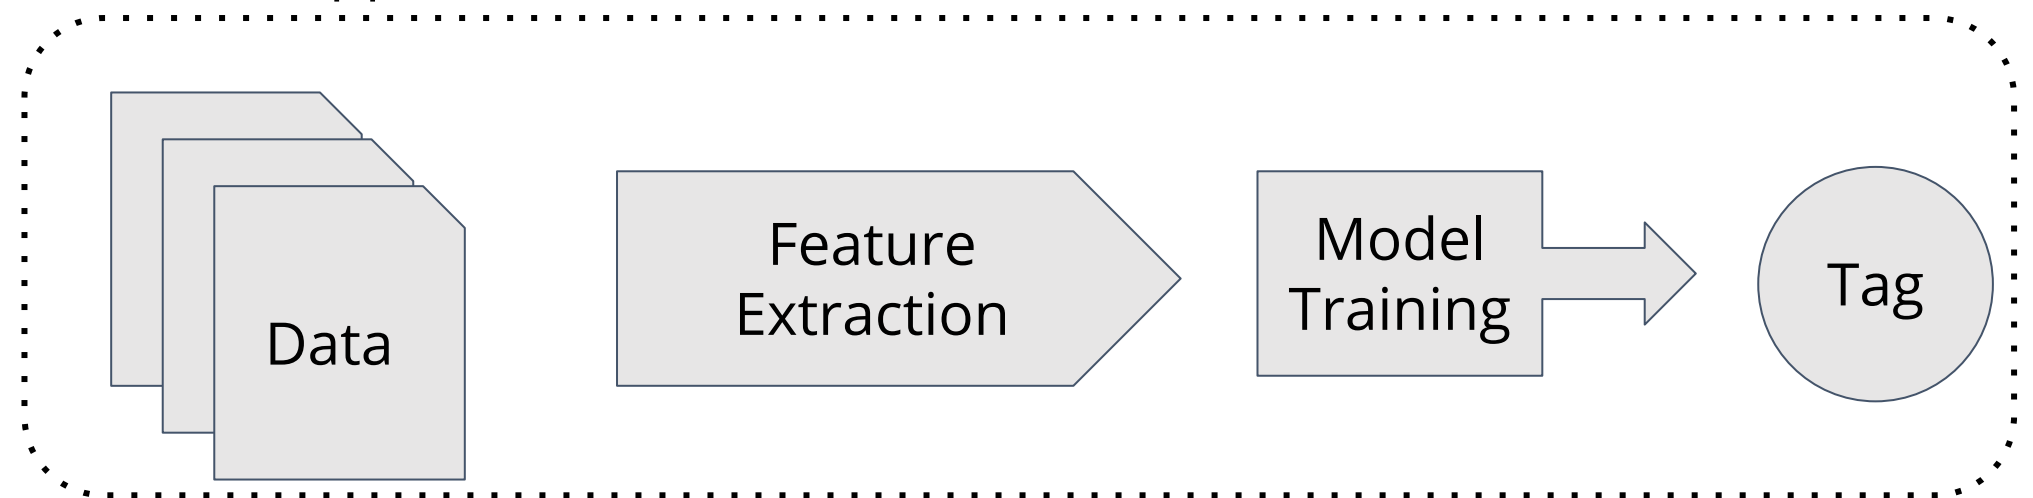 Data
Feature
Extraction
Model
Training
Tag